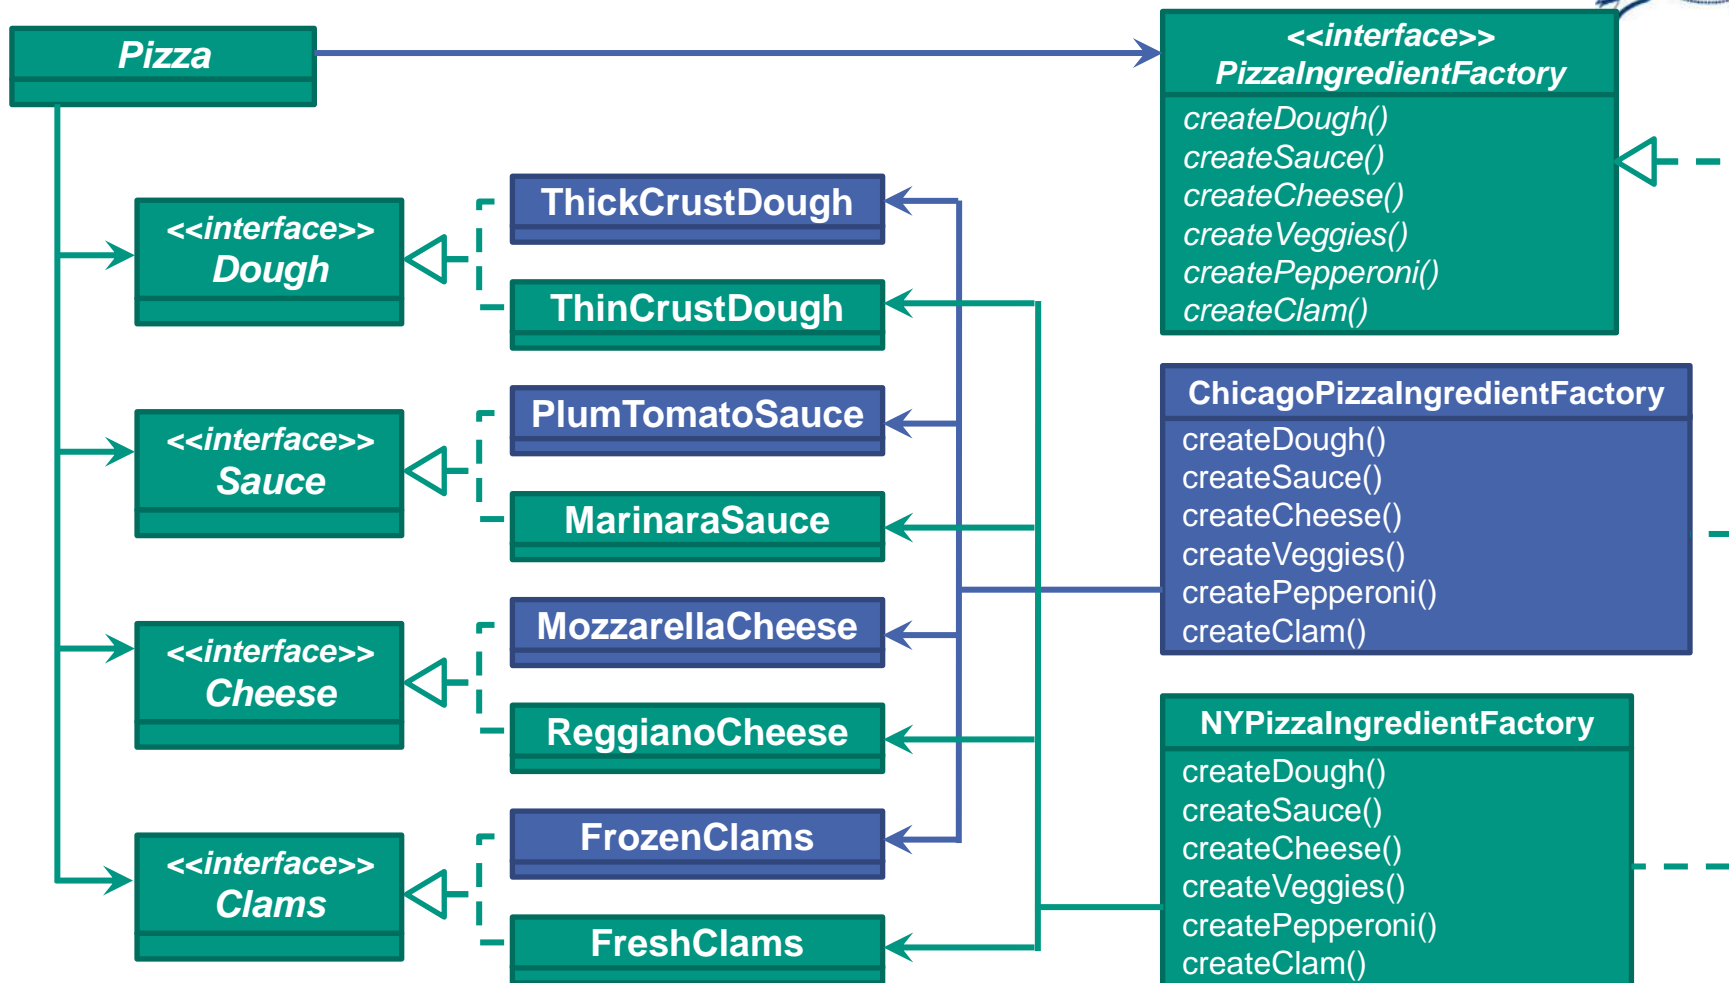 Pizza
<<interface>>
PizzaIngredientFactory
createDough()
createSauce()
createCheese()
createVeggies()
createPepperoni()
createClam()
<<interface>>
Dough
ThickCrustDough
ThinCrustDough
<<interface>>
Sauce
PlumTomatoSauce
MarinaraSauce
<<interface>>
Cheese
MozzarellaCheese
ReggianoCheese
<<interface>>
Clams
FrozenClams
FreshClams
ChicagoPizzaIngredientFactory
createDough()
createSauce()
createCheese()
createVeggies()
createPepperoni()
createClam()
NYPizzaIngredientFactory
createDough()
createSauce()
createCheese()
createVeggies()
createPepperoni()
createClam()